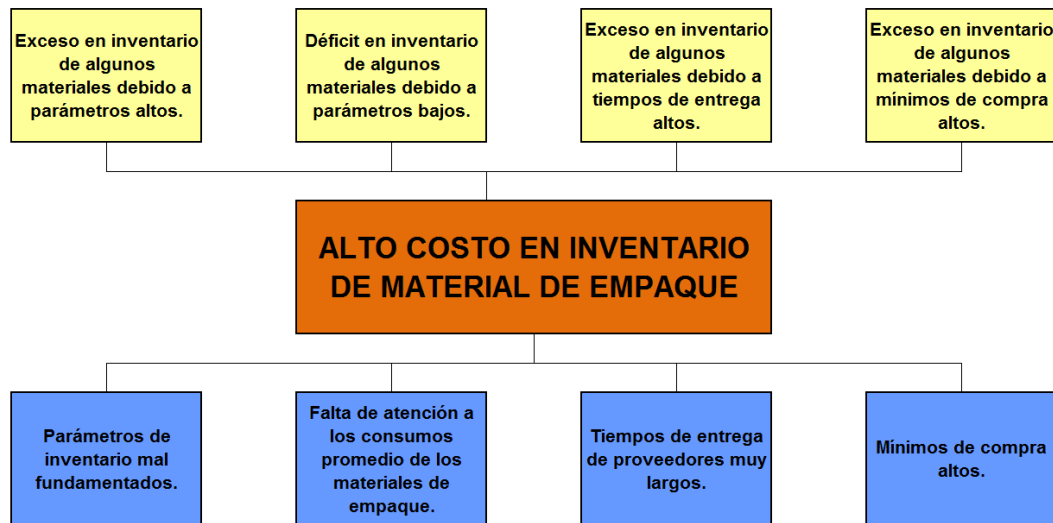 Exceso en inventario
de algunos
materiales debido a
parámetros altos.
Déficit en inventario
de algunos
materiales debido a
parámetros bajos.
Exceso en inventario
de algunos
materiales debido a
tiempos de entrega
altos.
Exceso en inventario
de algunos
materiales debido a
mínimos de compra
altos.
ALTO COSTO EN INVENTARIO
DE MATERIAL DE EMPAQUE
Parámetros de
inventario mal
fundamentados.
Falta de atención a
los consumos
promedio de los
materiales de
empaque.
Tiempos de entrega
de proveedores muy
largos.
Mínimos de compra
altos.